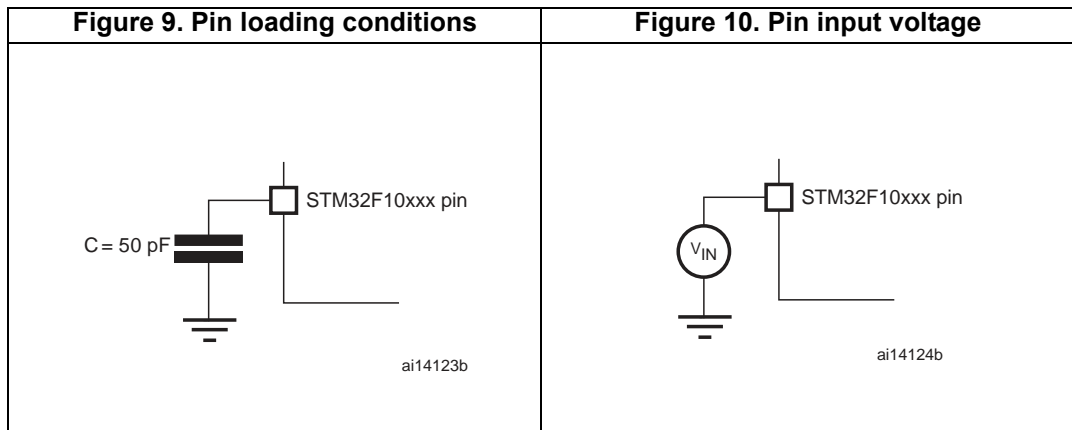 Figure 9. Pin loading conditions
Figure 10. Pin input voltage
STM32F10xxx pin
C = 50 pF
ai14123b
STM32F10xxx pin
VIN
ai14124b